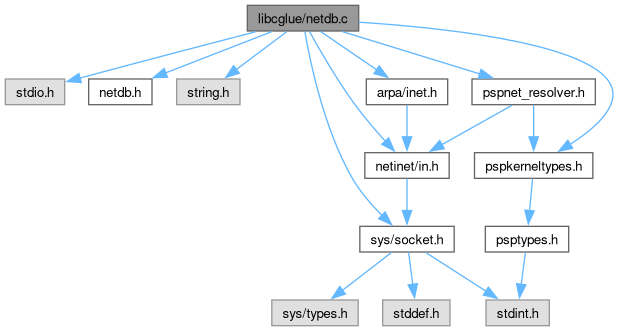 libcglue/netdb.c
stdio.h
netdb.h
string.h
arpa/inet.h
pspnet_resolver.h
netinet/in.h
pspkerneltypes.h
sys/socket.h
psptypes.h
sys/types.h
stddef.h
stdint.h